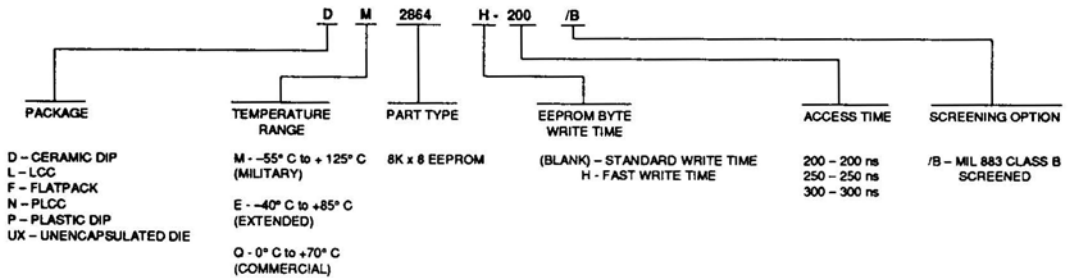 D M 2864 H - 200 /B
PACKAGE
D – CERAMIC DIP
L – LCC
F – FLATPACK
N – PLCC
P – PLASTIC DIP
UX – UNENCAPSULATED DIE
TEMPERATURE
RANGE
M - –55° C to + 125° C
(MILITARY)
E - –40° C to +85° C
(EXTENDED)
Q - 0° C to +70° C
(COMMERCIAL)
PART TYPE
8K x 8 EEPROM
EEPROM BYTE
WRITE TIME
(BLANK) – STANDARD WRITE TIME
H - FAST WRITE TIME
ACCESS TIME
200 – 200 ns
250 – 250 ns
300 – 300 ns
SCREENING OPTION
/B – MIL 883 CLASS B
SCREENED